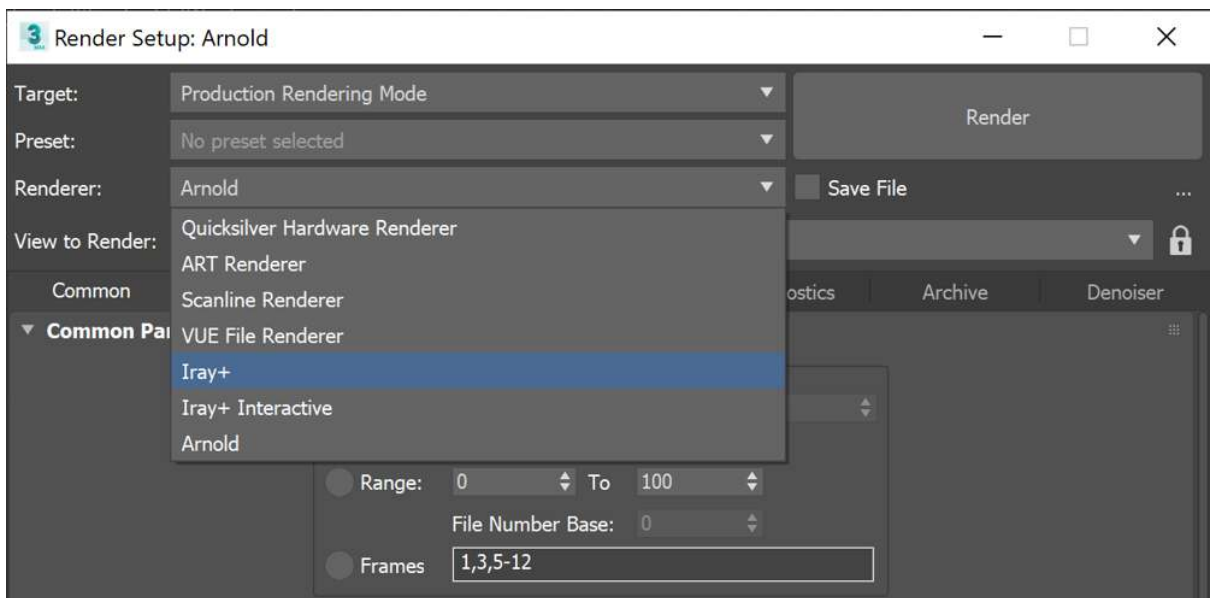 Render Setup: Arnold
Target: Production Rendering Mode
Render
Preset: No preset selected
Renderer: Arnold
Save File ...
View to Render:
Quicksilver Hardware Renderer
ART Renderer
Scanline Renderer
VUE File Renderer
Iray+
Iray+ Interactive
Arnold
Common ostics Archive Denoiser
Common Par
Range: 0 To 100
File Number Base: 0
Frames 1,3,5-12